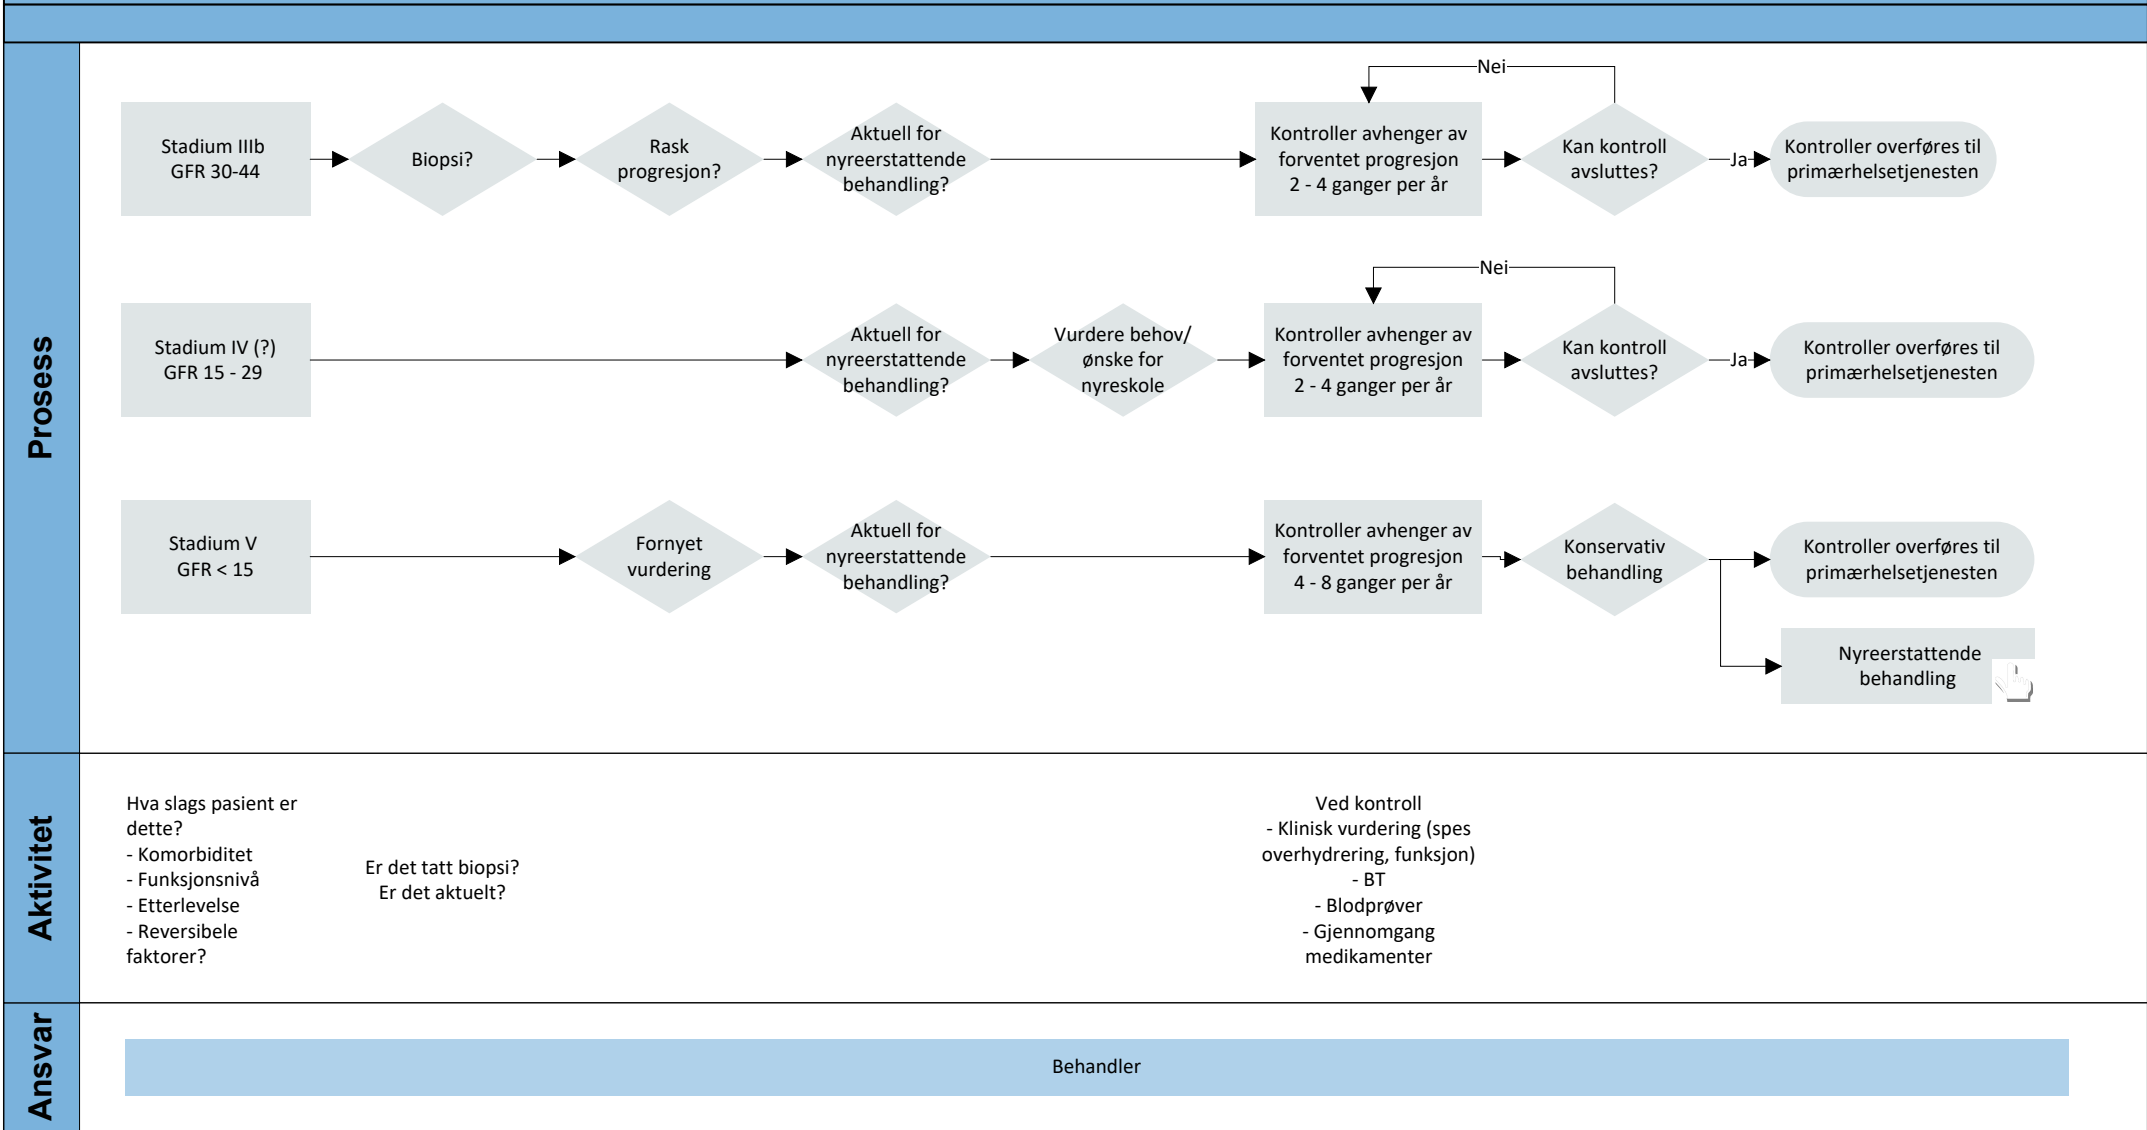 Prosess
Stadium IIIb
GFR 30-44
Biopsi?
Rask
progresjon?
Aktuell for
nyreerstattende
behandling?
Kontroller avhenger av
forventet progresjon
2 - 4 ganger per år
Nei
Kan kontroll
avsluttes?
Ja
Kontroller overføres til
primærhelsetjenesten
Stadium IV (?)
GFR 15 - 29
Aktuell for
nyreerstattende
behandling?
Vurdere behov/
ønske for
nyreskole
Kontroller avhenger av
forventet progresjon
2 - 4 ganger per år
Nei
Kan kontroll
avsluttes?
Ja
Kontroller overføres til
primærhelsetjenesten
Stadium V
GFR < 15
Fornyet
vurdering
Aktuell for
nyreerstattende
behandling?
Kontroller avhenger av
forventet progresjon
4 - 8 ganger per år
Konservativ
behandling
Kontroller overføres til
primærhelsetjenesten
Nyreerstattende
behandling
Aktivitet
Hva slags pasient er
dette?
- Komorbiditet
- Funksjonsnivå
- Etterlevelse
- Reversibele
faktorer?
Er det tatt biopsi?
Er det aktuelt?
Ved kontroll
- Klinisk vurdering (spes
overhydrering, funksjon)
- BT
- Blodprøver
- Gjennomgang
medikamenter
Ansvar
Behandler